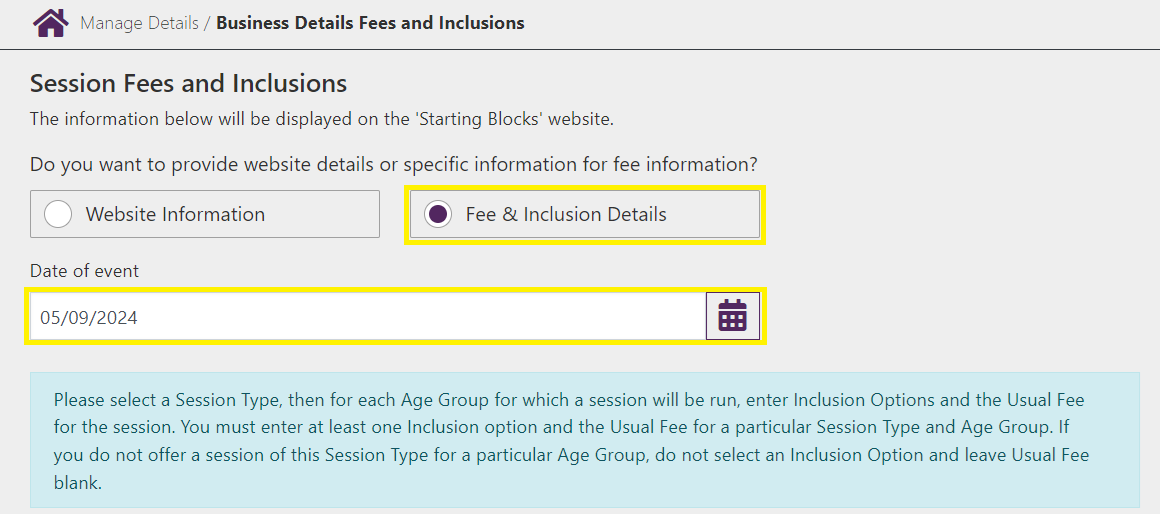 Manage Details / Business Details Fees and Inclusions
Session Fees and Inclusions
The information below will be displayed on the 'Starting Blocks' website.
Do you want to provide website details or specific information for fee information?
Website Information
Fee & Inclusion Details
Date of event
05/09/2024
Please select a Session Type, then for each Age Group for which a session will be run, enter Inclusion Options and the Usual Fee
for the session. You must enter at least one Inclusion option and the Usual Fee for a particular Session Type and Age Group. If
you do not offer a session of this Session Type for a particular Age Group, do not select an Inclusion Option and leave Usual Fee
blank.